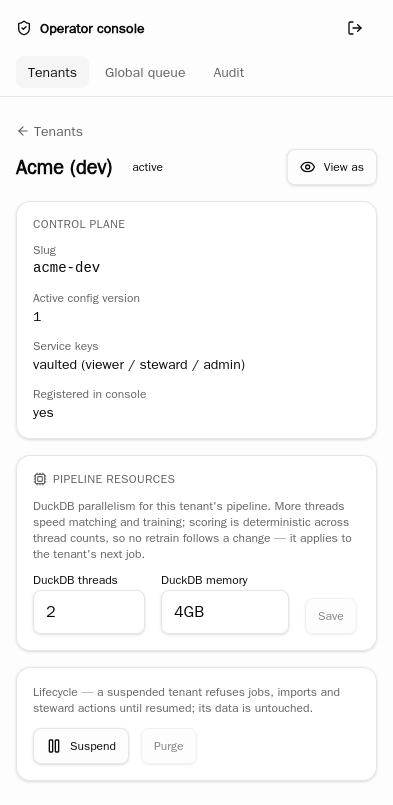 Operator console
Tenants Global queue Audit
← Tenants
Acme (dev) active View as
CONTROL PLANE
Slug
acme-dev
Active config version
1
Service keys
vaulted (viewer / steward / admin)
Registered in console
yes
PIPELINE RESOURCES
DuckDB parallelism for this tenant's pipeline. More threads
speed matching and training; scoring is deterministic across
thread counts, so no retrain follows a change — it applies to
the tenant's next job.
DuckDB threads DuckDB memory
2 4GB Save
Lifecycle — a suspended tenant refuses jobs, imports and
steward actions until resumed; its data is untouched.
Suspend Purge